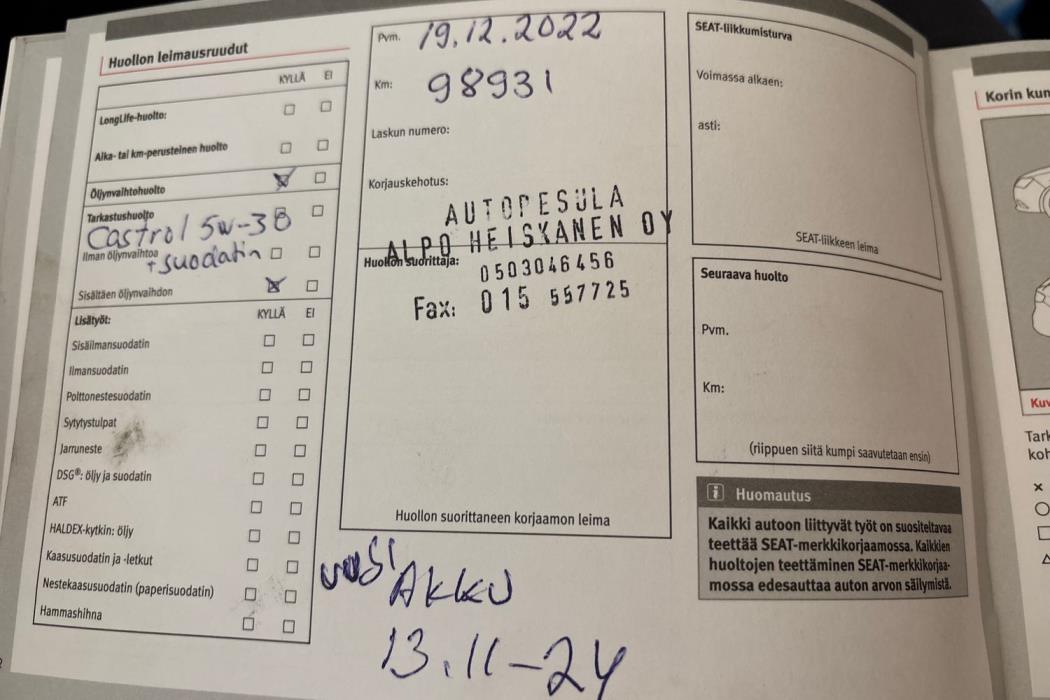 Huollon leimausruudut
KYLLÄ EI
LongLife-huolto:
Aika- tai km-perusteinen huolto
Öljynvaihtohuolto
Tarkastushuolto
Castrol 5W-30
Ilman öljynvaihtoa
+suodatin
Sisältäen öljynvaihdon
Lisätyöt:
KYLLÄ EI
Sisäilmansuodatin
Ilmansuodatin
Polttonestesuodatin
Sytytystulpat
Jarruneste
DSG®: öljy ja suodatin
ATF
HALDEX-kytkin: öljy
Kaasusuodatin ja -letkut
Nestekaasusuodatin (paperisuodatin)
Hammashihna
Pvm. 19.12.2022
Km: 98931
Laskun numero:
Korjauskehotus:
AUTOPESULA
ALPO HEISKANEN OY
Huollon suorittaja:
0503046456
Fax: 015 557725
Huollon suorittaneen korjaamon leima
uusi AKKU
13.11-24
SEAT-liikkumisturva
Voimassa alkaen:
asti:
SEAT-liikkeen leima
Seuraava huolto
Pvm.
Km:
(riippuen siitä kumpi saavutetaan ensin)
i Huomautus
Kaikki autoon liittyvät työt on suositeltavaa
teettää SEAT-merkkikorjaamossa. Kaikkien
huoltojen teettäminen SEAT-merkkikorjaa-
mossa edesauttaa auton arvon säilymistä.
Korin kun
Kuv
Tark
koh